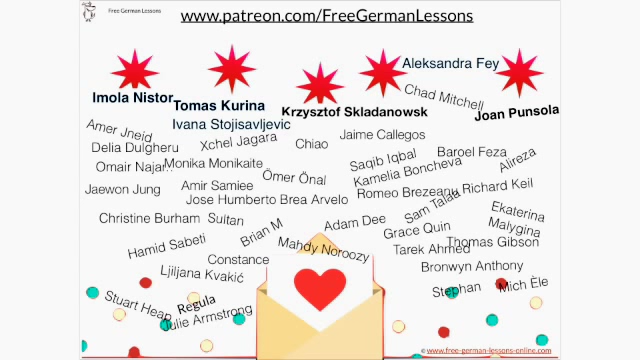 Free German Lessons
www.patreon.com/FreeGermanLessons
Aleksandra Fey
Imola Nistor
Tomas Kurina
Krzysztof Skladanowsk
Chad Mitchell
Joan Punsola
Amer Jneid
Ivana Stojisavljevic
Delia Dulgheru
Xchel Jagara
Chiao
Jaime Callegos
Omair Najar..
Monika Monikaite
Saqib Iqbal
Baroel Feza
Alireza
Jaewon Jung
Amir Samiee
Ömer Önal
Kamelia Boncheva
Jose Humberto Brea Arvelo
Romeo Brezeanu
Richard Keil
Christine Burham
Sultan
Brian M
Adam Dee
Sam Talaa
Ekaterina
Malygina
Grace Quin
Hamid Sabeti
Mahdy Noroozy
Tarek Ahmed
Thomas Gibson
Constance
Bronwyn Anthony
Ljiljana Kvakić
Stephan
Mich Èle
Stuart Heap
Regula
Julie Armstrong
© www.free-german-lessons-online.com